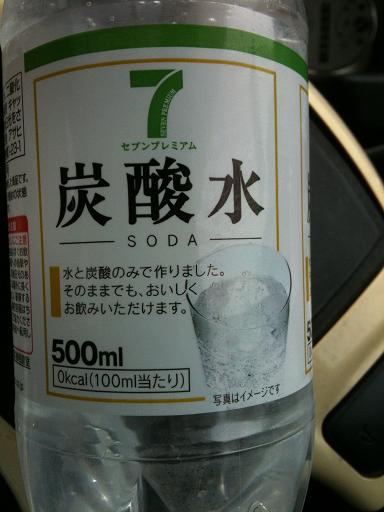 7
SEVEN PREMIUM
セブンプレミアム
炭酸水
SODA
水と炭酸のみで作りました。
そのままでも、おいしく
お飲みいただけます。
500ml
0kcal(100ml当たり)
写真はイメージです